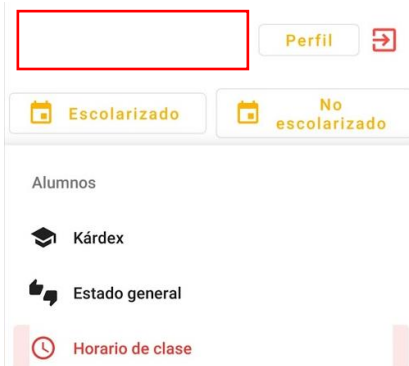 Perfil
Escolarizado
No
escolarizado
Alumnos
Kárdex
Estado general
Horario de clase